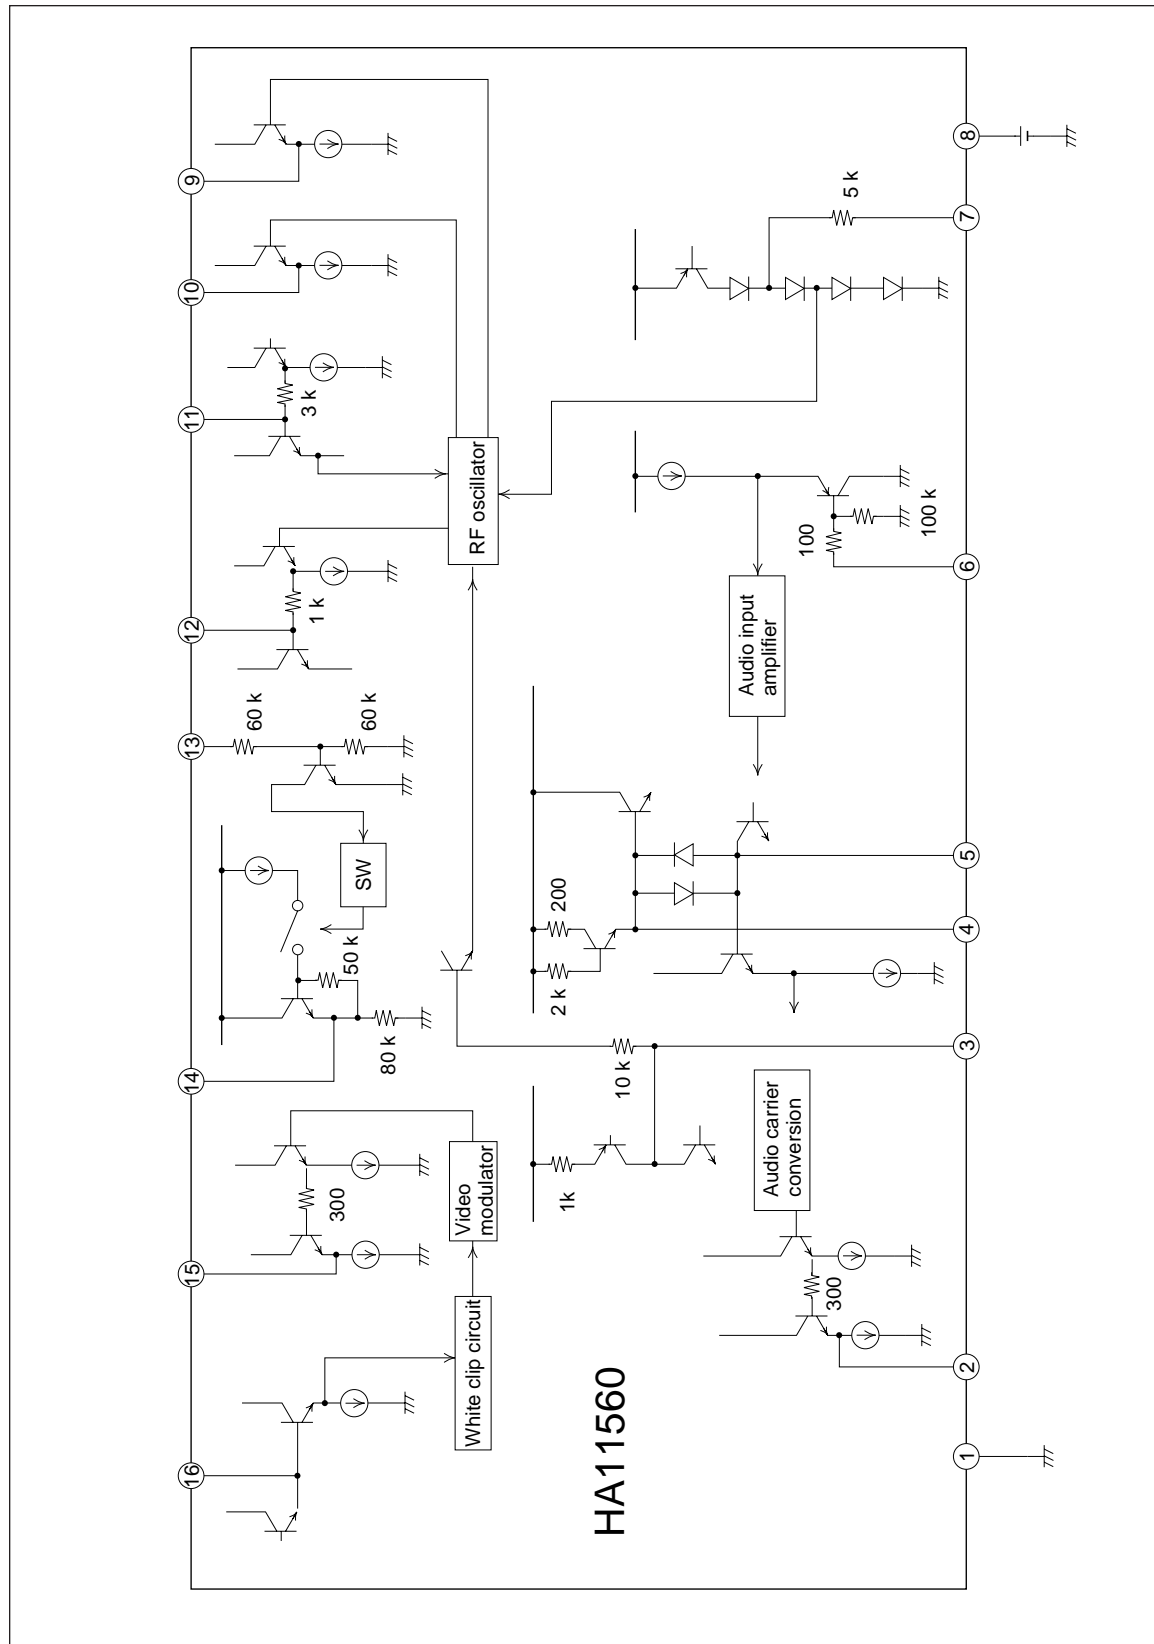 16
15
14
13
12
11
10
9
White clip circuit
Video
modulator
300
80 k
50 k
SW
60 k
60 k
1 k
3 k
RF oscillator
1k
10 k
2 k
200
Audio input
amplifier
100
100 k
5 k
Audio carrier
conversion
300
HA11560
1
2
3
4
5
6
7
8